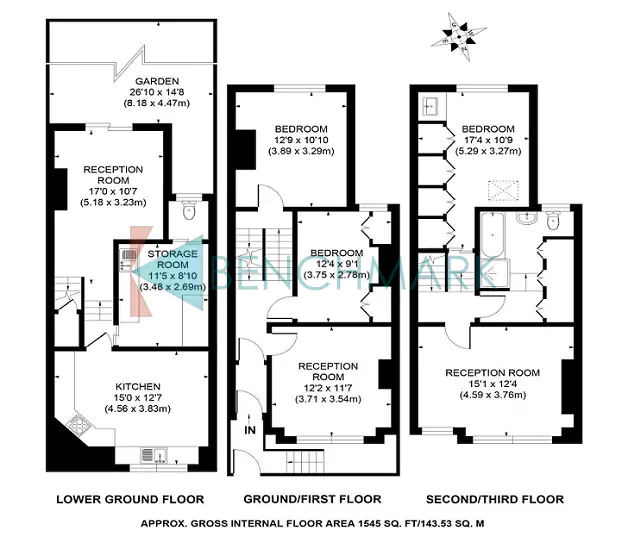 GARDEN
26'10 x 14'8
(8.18 x 4.47m)
RECEPTION
ROOM
17'0 x 10'7
(5.18 x 3.23m)
STORAGE
ROOM
11'5 x 8'10
(3.48 x 2.69m)
KITCHEN
15'0 x 12'7
(4.56 x 3.83m)
LOWER GROUND FLOOR
BEDROOM
12'9 x 10'10
(3.89 x 3.29m)
BEDROOM
12'4 x 9'1
(3.75 x 2.78m)
RECEPTION
ROOM
12'2 x 11'7
(3.71 x 3.54m)
IN
GROUND/FIRST FLOOR
BEDROOM
17'4 x 10'9
(5.29 x 3.27m)
RECEPTION ROOM
15'1 x 12'4
(4.59 x 3.76m)
SECOND/THIRD FLOOR
BENCHMARK
APPROX. GROSS INTERNAL FLOOR AREA 1545 SQ. FT/143.53 SQ. M